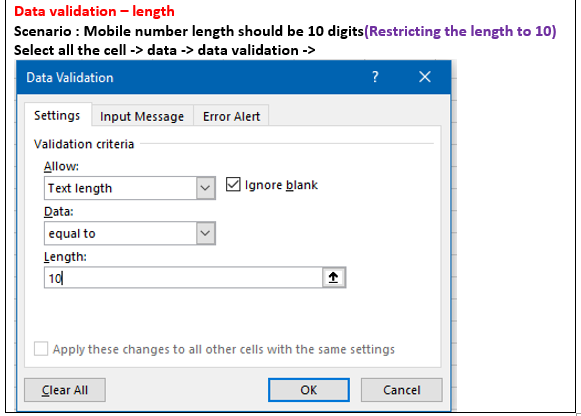 Data validation – length
Scenario : Mobile number length should be 10 digits(Restricting the length to 10)
Select all the cell -> data -> data validation ->
Data Validation
Settings Input Message Error Alert
Validation criteria
Allow:
Text length Ignore blank
Data:
equal to
Length:
10
Apply these changes to all other cells with the same settings
Clear All OK Cancel